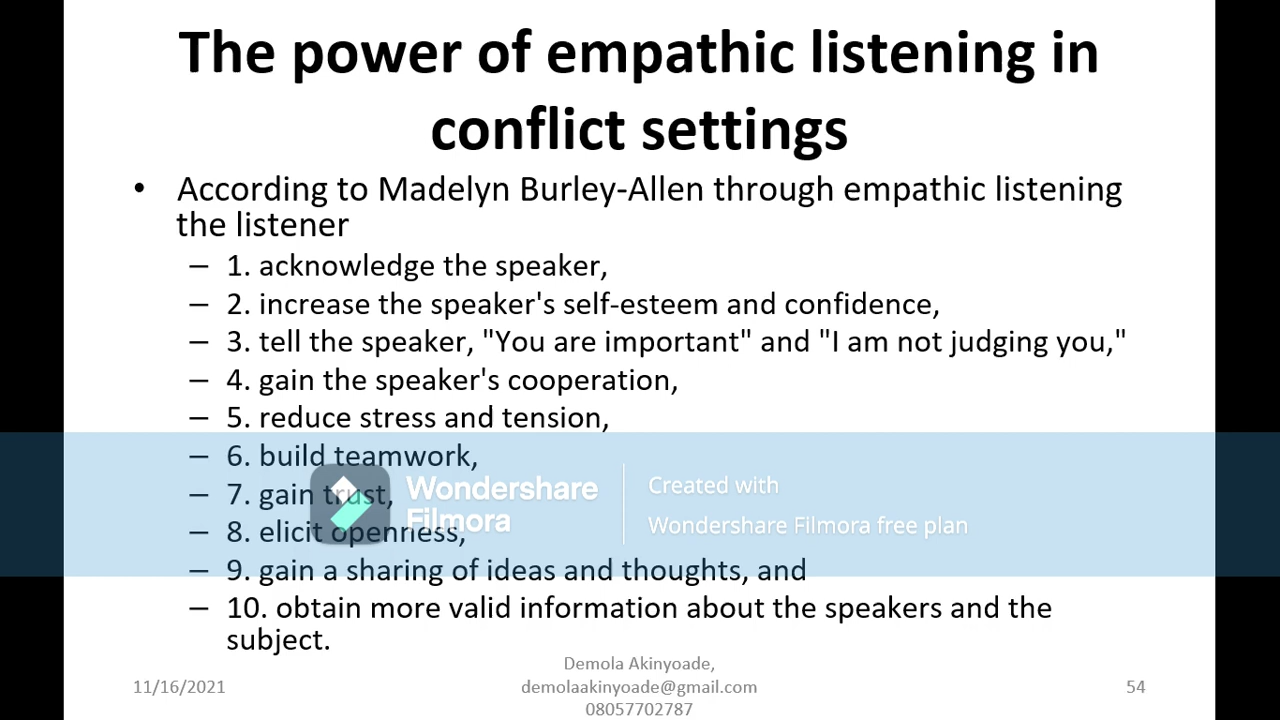 The power of empathic listening in
conflict settings
• According to Madelyn Burley-Allen through empathic listening
the listener
– 1. acknowledge the speaker,
– 2. increase the speaker's self-esteem and confidence,
– 3. tell the speaker, "You are important" and "I am not judging you,"
– 4. gain the speaker's cooperation,
– 5. reduce stress and tension,
– 6. build teamwork,
– 7. gain trust,
– 8. elicit openness,
– 9. gain a sharing of ideas and thoughts, and
– 10. obtain more valid information about the speakers and the
subject.
Wondershare
Filmora
Created with
Wondershare Filmora free plan
11/16/2021
Demola Akinyoade,
demolaakinyoade@gmail.com
08057702787
54